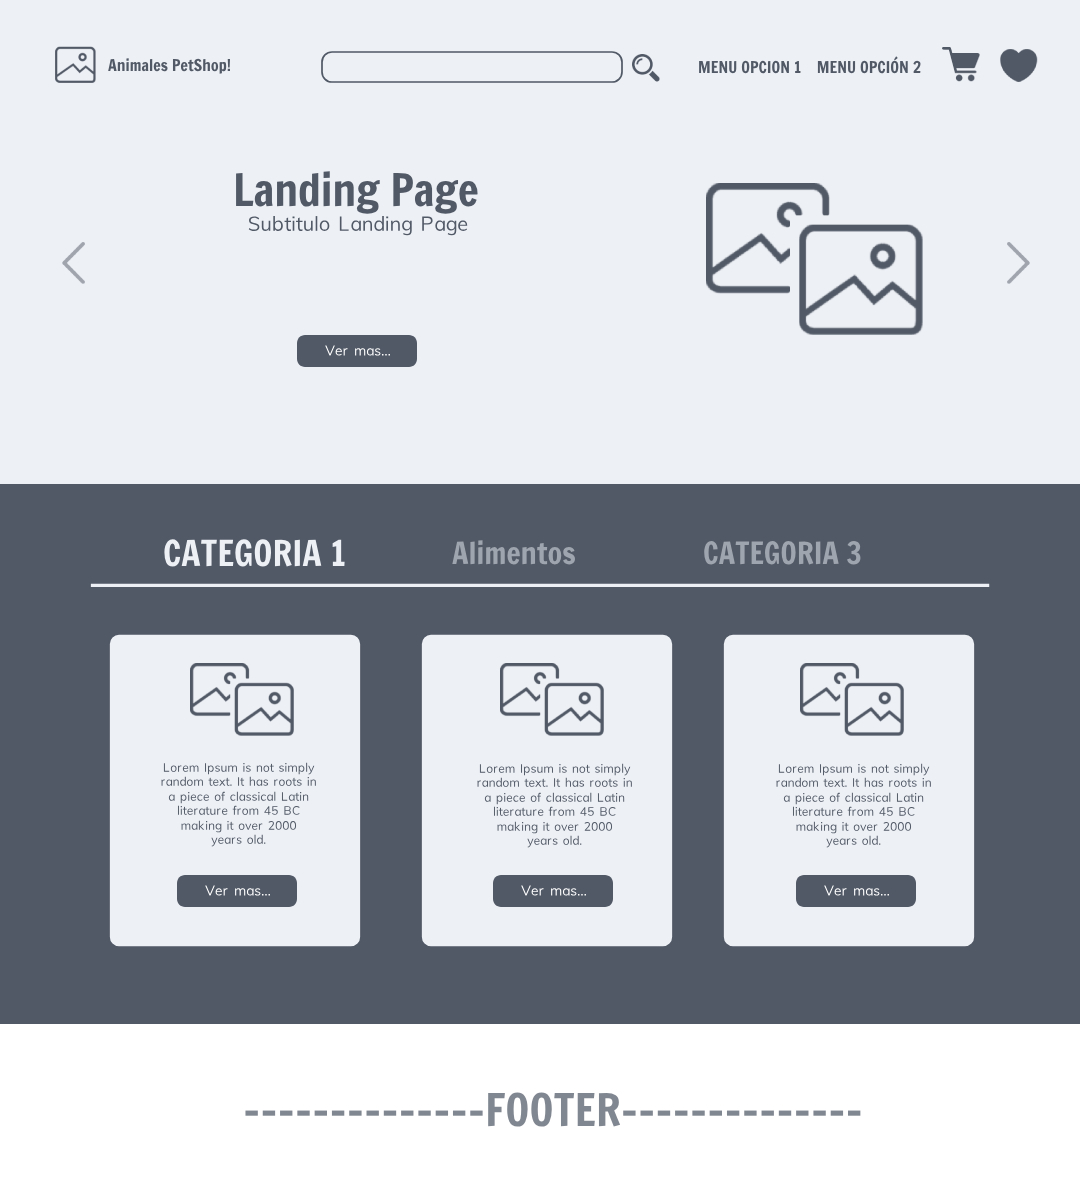 Animales PetShop!
MENU OPCION 1
MENU OPCIÓN 2
Landing Page
Subtitulo Landing Page
Ver mas...
CATEGORIA 1
Alimentos
CATEGORIA 3
Lorem Ipsum is not simply
random text. It has roots in
a piece of classical Latin
literature from 45 BC
making it over 2000
years old.
Ver mas...
Lorem Ipsum is not simply
random text. It has roots in
a piece of classical Latin
literature from 45 BC
making it over 2000
years old.
Ver mas...
Lorem Ipsum is not simply
random text. It has roots in
a piece of classical Latin
literature from 45 BC
making it over 2000
years old.
Ver mas...
--------------FOOTER--------------